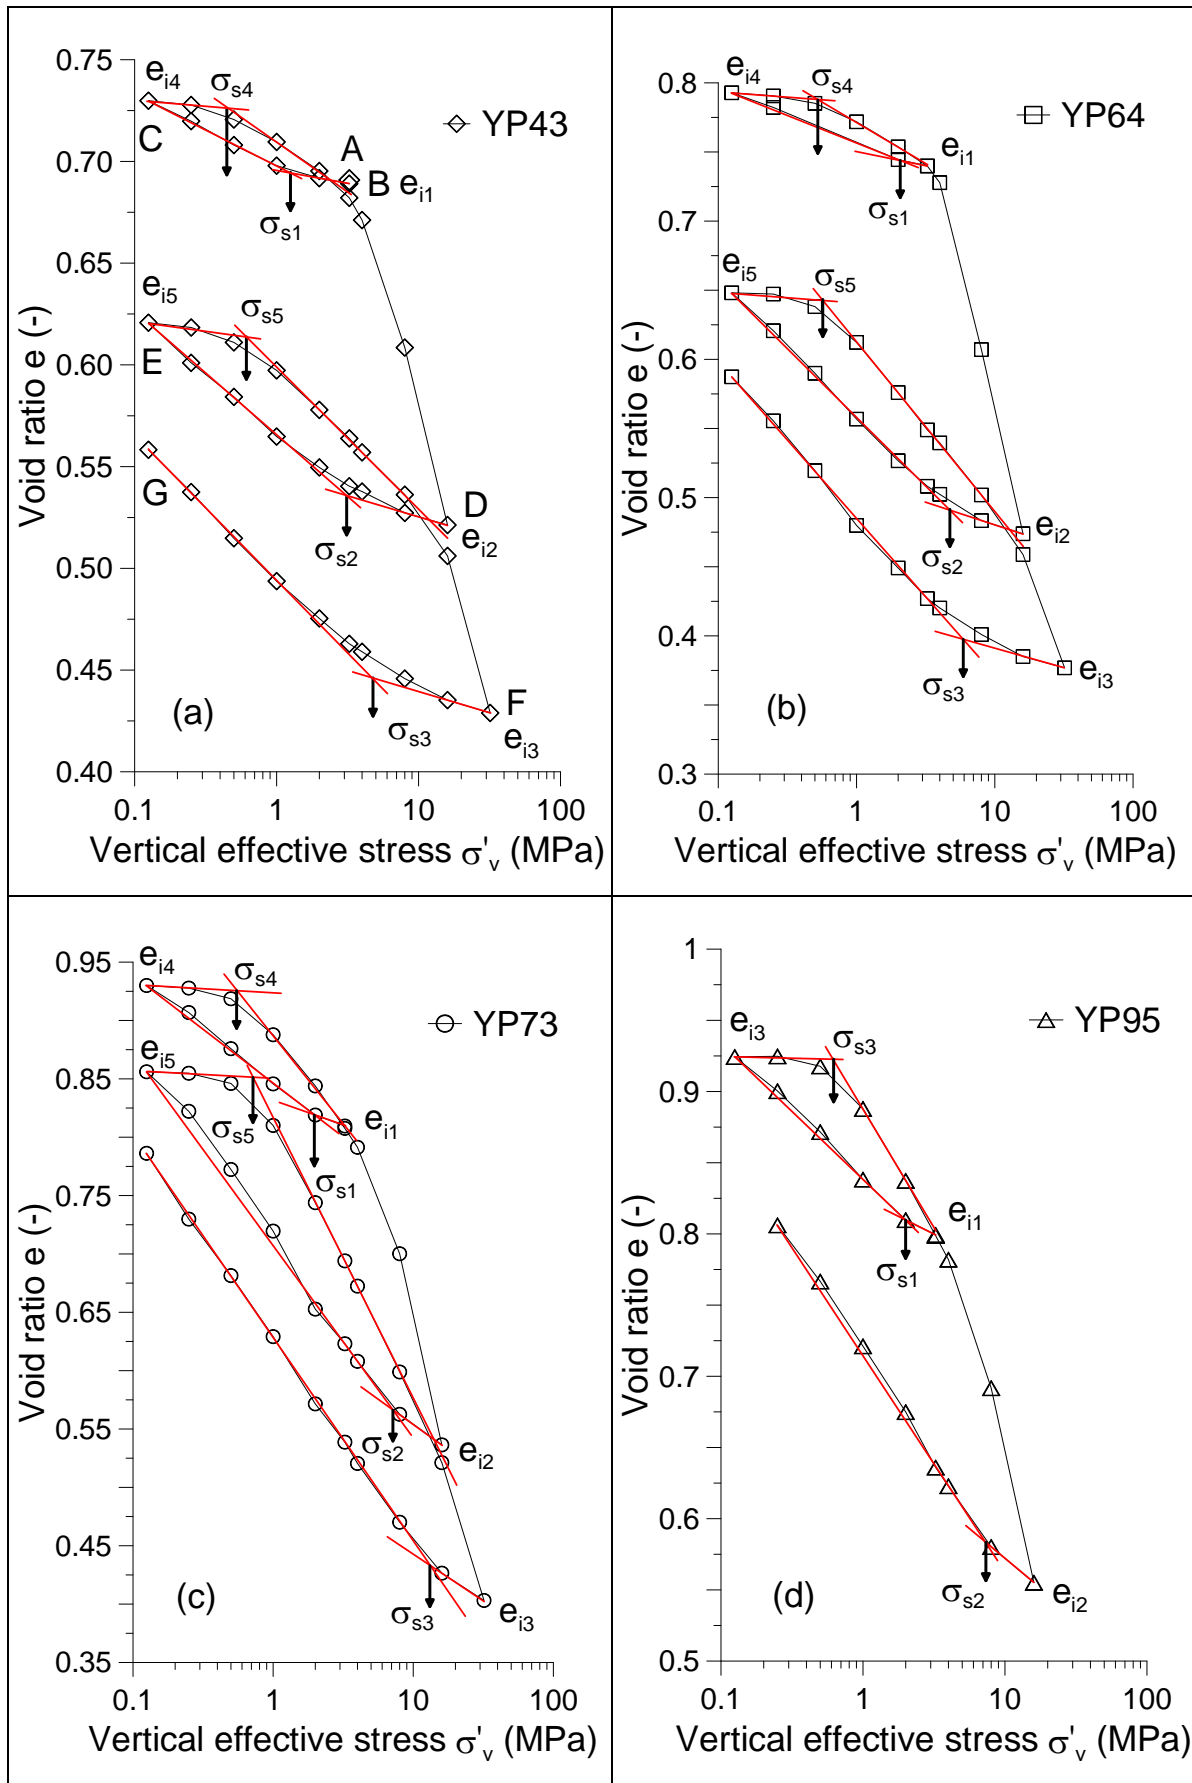 0.75
0.70
0.65
0.60
0.55
0.50
0.45
0.40
Void ratio e (-)
e_i4
σ_s4
YP43
C
A
B e_i1
σ_s1
e_i5
σ_s5
E
D
e_i2
σ_s2
G
F
e_i3
σ_s3
(a)
0.1 1 10 100
Vertical effective stress σ'_v (MPa)
0.8
0.7
0.6
0.5
0.4
0.3
Void ratio e (-)
e_i4
σ_s4
YP64
e_i1
σ_s1
e_i5
σ_s5
e_i2
σ_s2
e_i3
σ_s3
(b)
0.1 1 10 100
Vertical effective stress σ'_v (MPa)
0.95
0.85
0.75
0.65
0.55
0.45
0.35
Void ratio e (-)
e_i4
σ_s4
YP73
e_i5
e_i1
σ_s5
σ_s1
e_i2
σ_s2
e_i3
σ_s3
(c)
0.1 1 10 100
Vertical effective stress σ'_v (MPa)
1
0.9
0.8
0.7
0.6
0.5
Void ratio e (-)
e_i3
σ_s3
YP95
e_i1
σ_s1
σ_s2
e_i2
(d)
0.1 1 10 100
Vertical effective stress σ'_v (MPa)